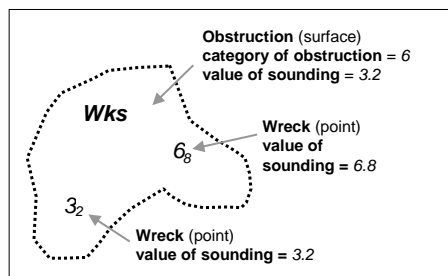 Obstruction (surface)
category of obstruction = 6
value of sounding = 3.2
Wks
Wreck (point)
value of
sounding = 6.8
6₈
3₂
Wreck (point)
value of sounding = 3.2